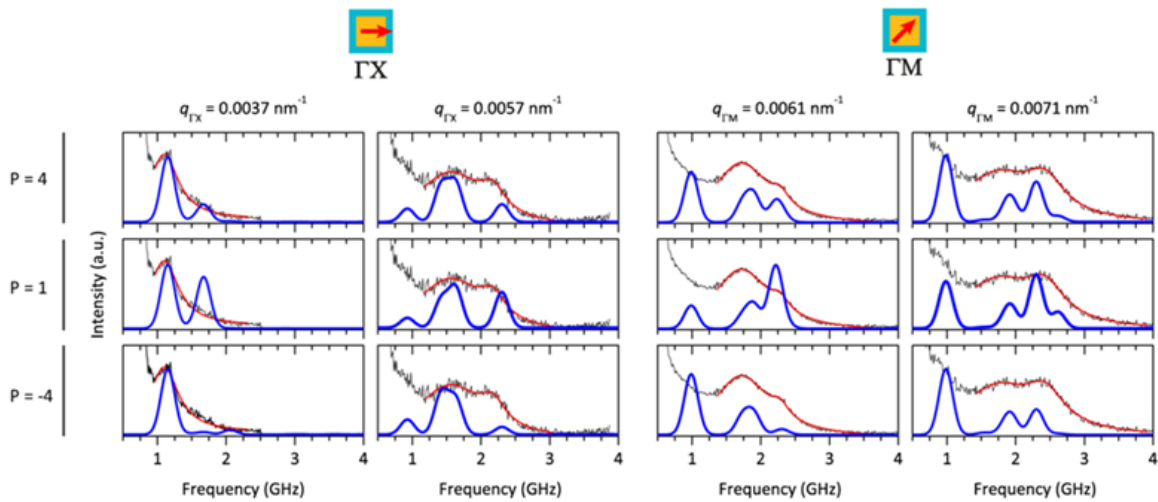 ΓX ΓM
q_ΓX = 0.0037 nm⁻¹ q_ΓX = 0.0057 nm⁻¹ q_ΓM = 0.0061 nm⁻¹ q_ΓM = 0.0071 nm⁻¹
P = 4
P = 1
P = -4
Intensity (a.u.)
1 2 3 4 1 2 3 4 1 2 3 4 1 2 3 4
Frequency (GHz) Frequency (GHz) Frequency (GHz) Frequency (GHz)